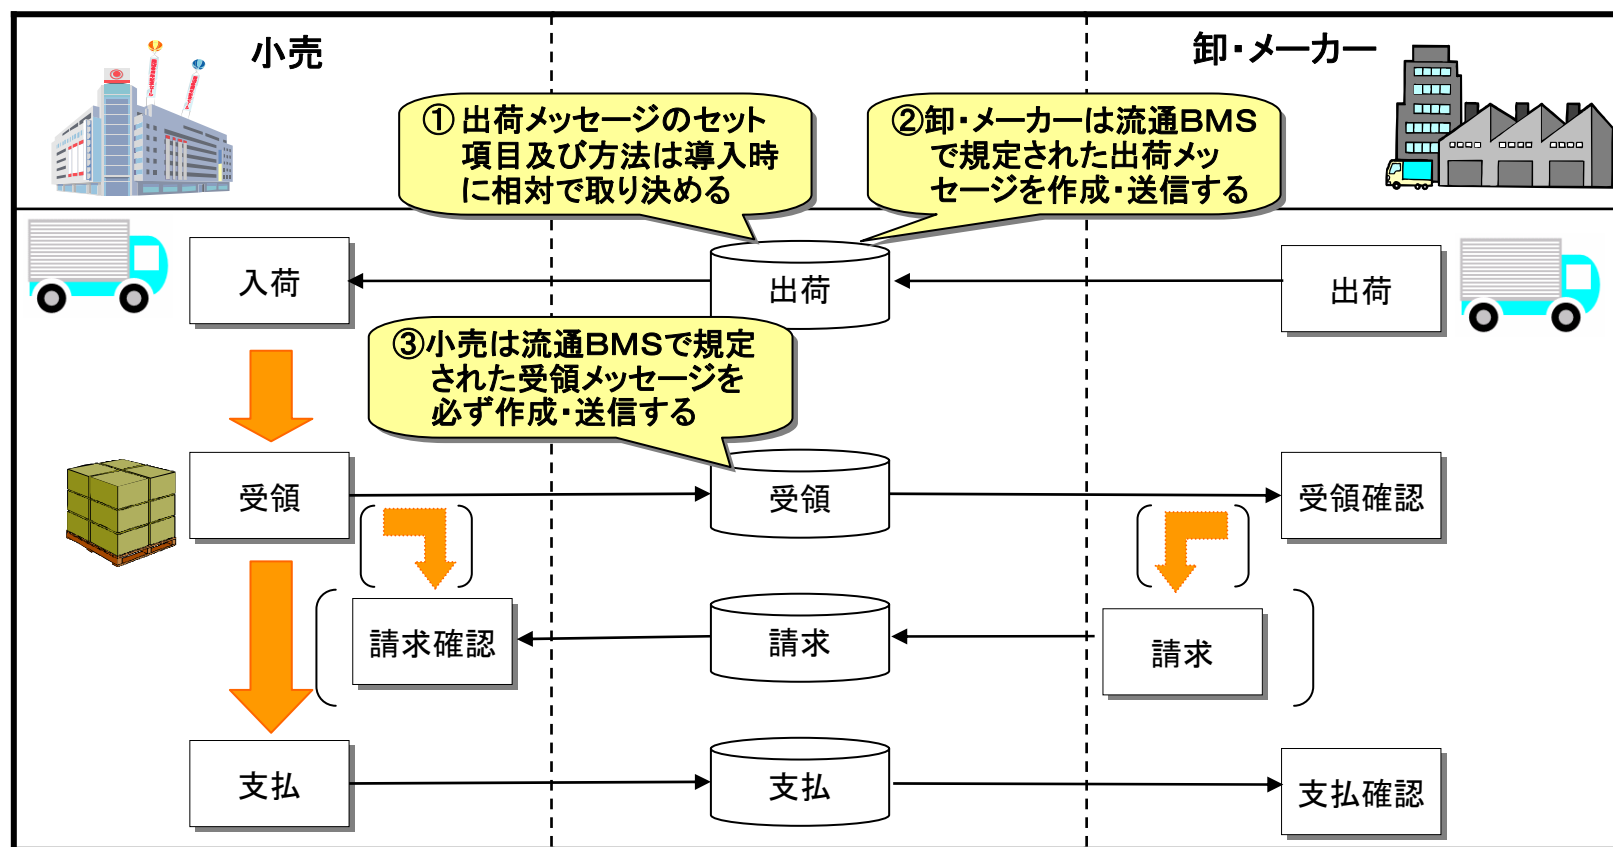 小売
卸・メーカー
① 出荷メッセージのセット
項目及び方法は導入時
に相対で取り決める
②卸・メーカーは流通BMS
で規定された出荷メッ
セージを作成・送信する
入荷
出荷
出荷
③小売は流通BMSで規定
された受領メッセージを
必ず作成・送信する
受領
受領
受領確認
請求確認
請求
請求
支払
支払
支払確認